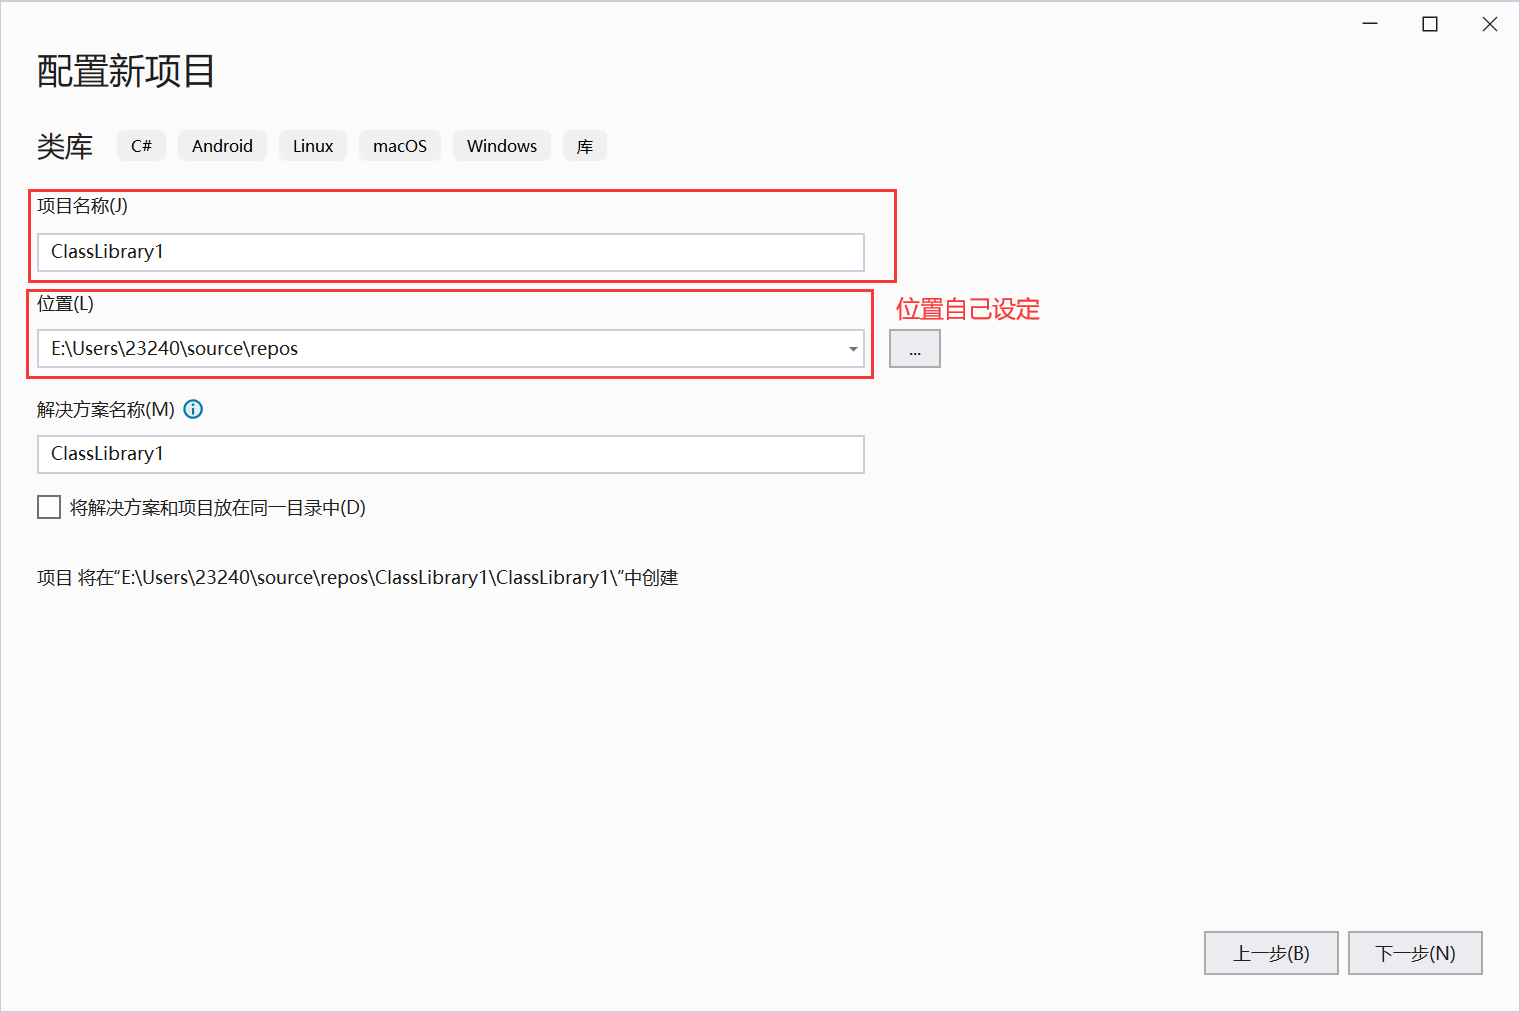 配置新项目
类库 C# Android Linux macOS Windows 库
项目名称(J)
ClassLibrary1
位置(L)
位置自己设定
E:\Users\23240\source\repos
...
解决方案名称(M)
ClassLibrary1
将解决方案和项目放在同一目录中(D)
项目 将在“E:\Users\23240\source\repos\ClassLibrary1\ClassLibrary1\”中创建
上一步(B) 下一步(N)